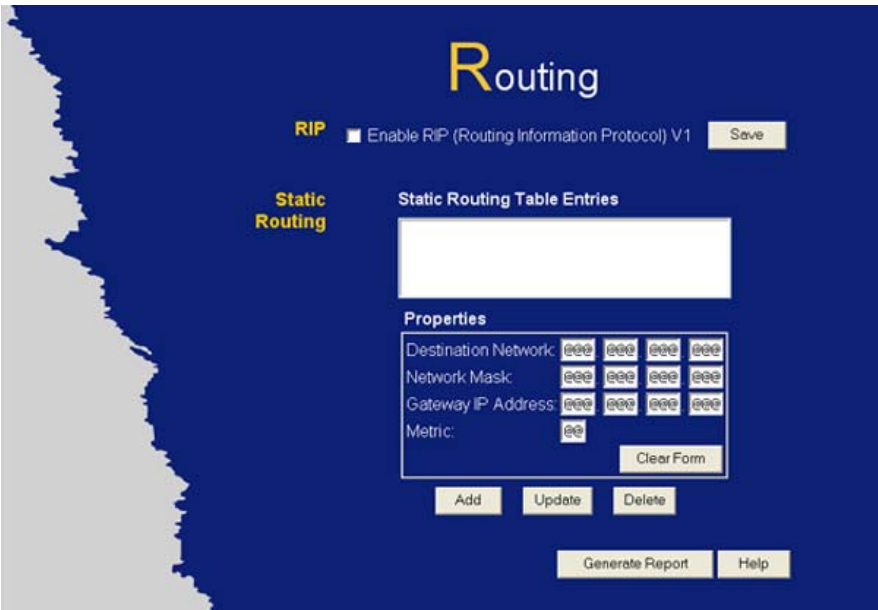 Routing
RIP
Enable RIP (Routing Information Protocol) V1
Save
Static
Routing
Static Routing Table Entries
Properties
Destination Network: @@@. @@@. @@@. @@@
Network Mask: @@@. @@@. @@@. @@@
Gateway IP Address: @@@. @@@. @@@. @@@
Metric: @@
Clear Form
Add Update Delete
Generate Report Help